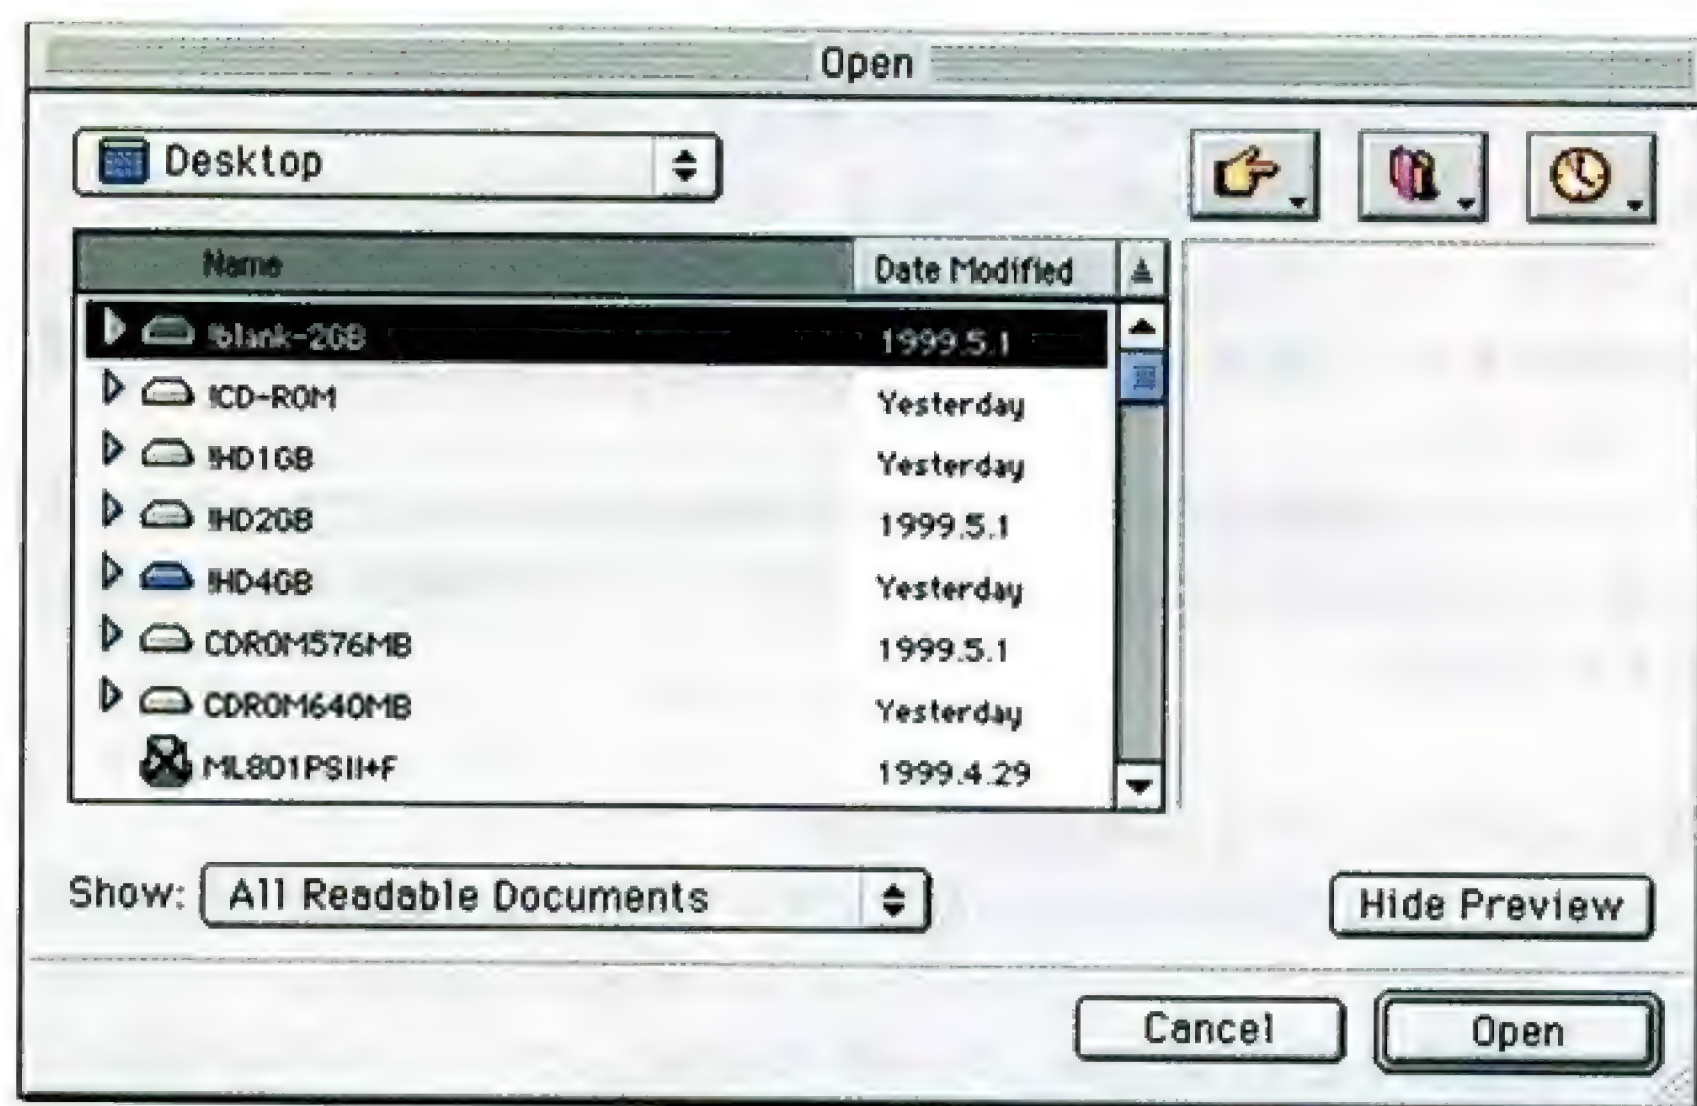 Open
Desktop
Name Date Modified
!blank-2GB 1999.5.1
!CD-ROM Yesterday
!HD1GB Yesterday
!HD2GB 1999.5.1
!HD4GB Yesterday
CDROM576MB 1999.5.1
CDROM640MB Yesterday
ML801PSII+F 1999.4.29
Show: All Readable Documents
Hide Preview
Cancel Open